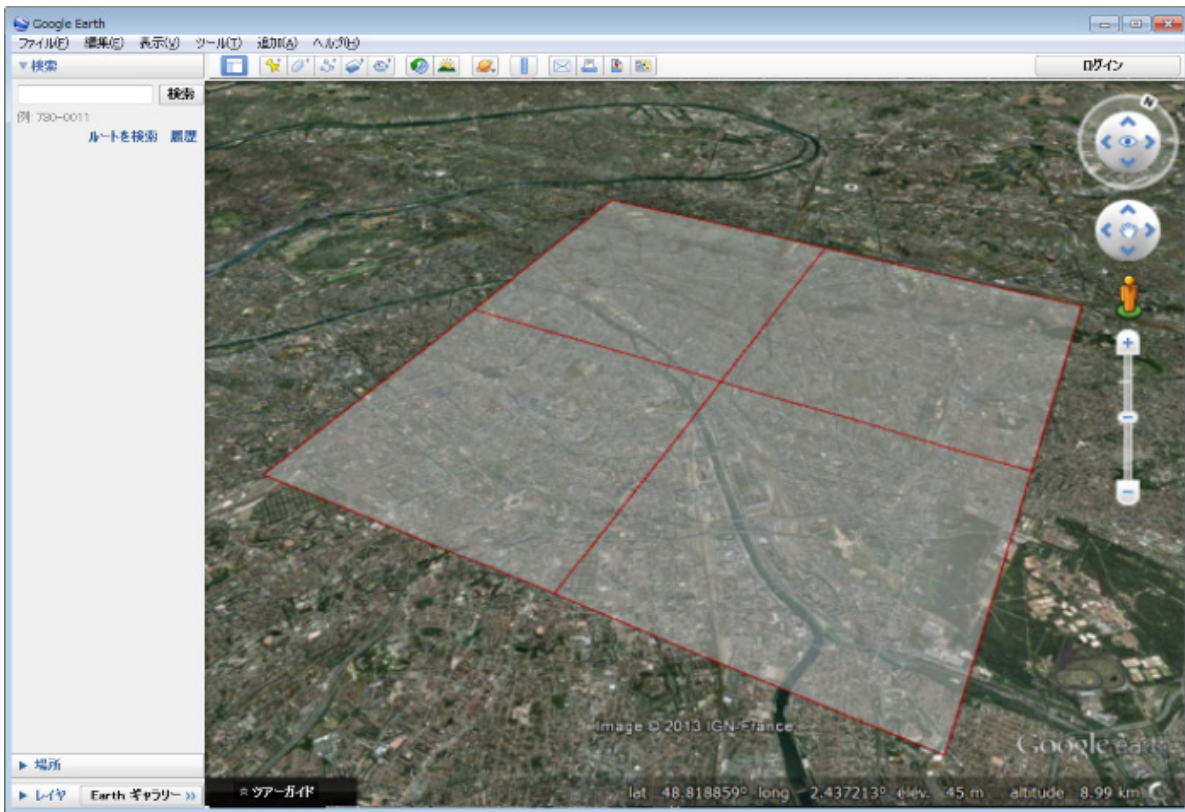 Google Earth
ファイル(F) 編集(E) 表示(V) ツール(T) 追加(A) ヘルプ(H)
▼検索
ログイン
検索
例: 730-0011
ルートを検索 履歴
N
Image © 2013 IGN-France
Google earth
▶ 場所
▶ レイヤ Earth ギャラリー >>
ツアーガイド
lat 48.818859° long 2.437213° elev. 45 m altitude 8.99 km